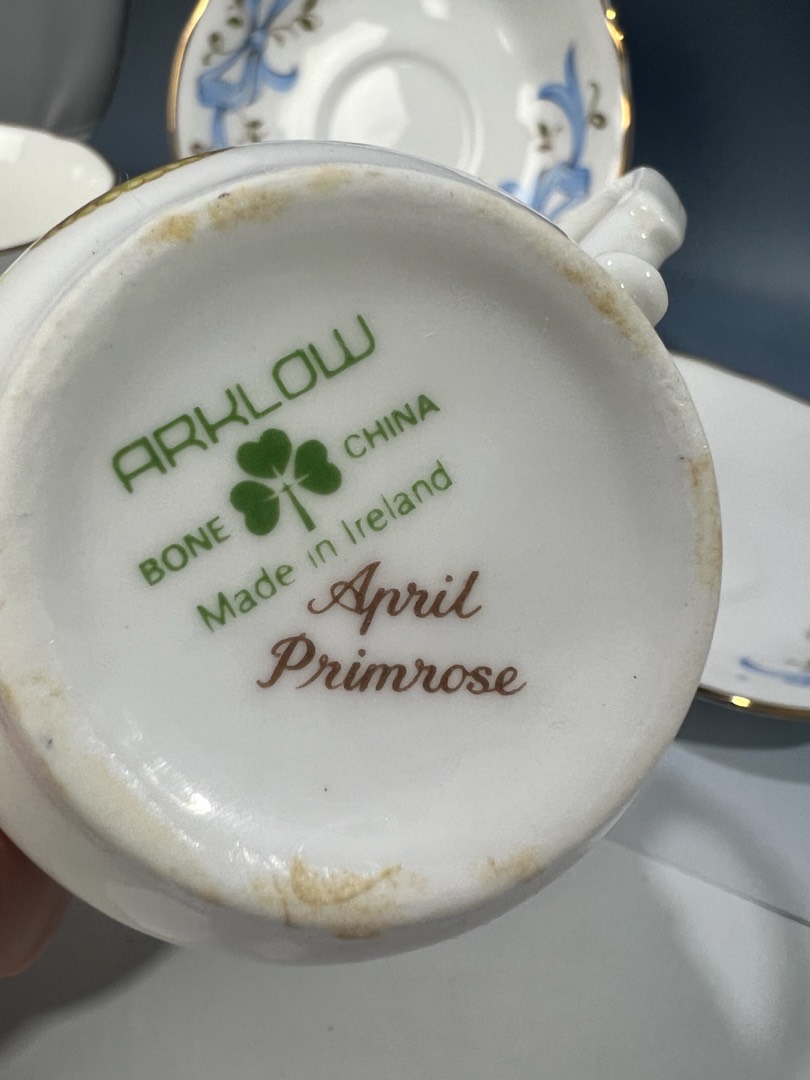 ARKLOW
BONE CHINA
Made in Ireland
April
Primrose